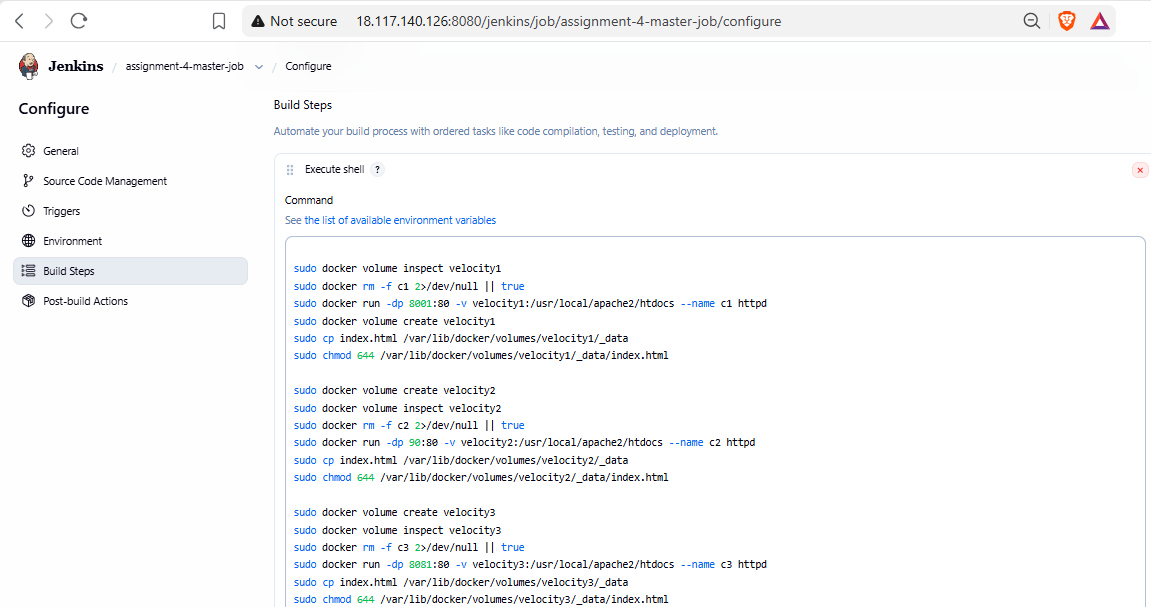 Not secure 18.117.140.126:8080/jenkins/job/assignment-4-master-job/configure
Jenkins / assignment-4-master-job / Configure
Configure
General
Source Code Management
Triggers
Environment
Build Steps
Post-build Actions
Build Steps
Automate your build process with ordered tasks like code compilation, testing, and deployment.
Execute shell ?
Command
See the list of available environment variables
sudo docker volume inspect velocity1
sudo docker rm -f c1 2>/dev/null || true
sudo docker run -dp 8001:80 -v velocity1:/usr/local/apache2/htdocs --name c1 httpd
sudo docker volume create velocity1
sudo cp index.html /var/lib/docker/volumes/velocity1/_data
sudo chmod 644 /var/lib/docker/volumes/velocity1/_data/index.html
sudo docker volume create velocity2
sudo docker volume inspect velocity2
sudo docker rm -f c2 2>/dev/null || true
sudo docker run -dp 90:80 -v velocity2:/usr/local/apache2/htdocs --name c2 httpd
sudo cp index.html /var/lib/docker/volumes/velocity2/_data
sudo chmod 644 /var/lib/docker/volumes/velocity2/_data/index.html
sudo docker volume create velocity3
sudo docker volume inspect velocity3
sudo docker rm -f c3 2>/dev/null || true
sudo docker run -dp 8081:80 -v velocity3:/usr/local/apache2/htdocs --name c3 httpd
sudo cp index.html /var/lib/docker/volumes/velocity3/_data
sudo chmod 644 /var/lib/docker/volumes/velocity3/_data/index.html